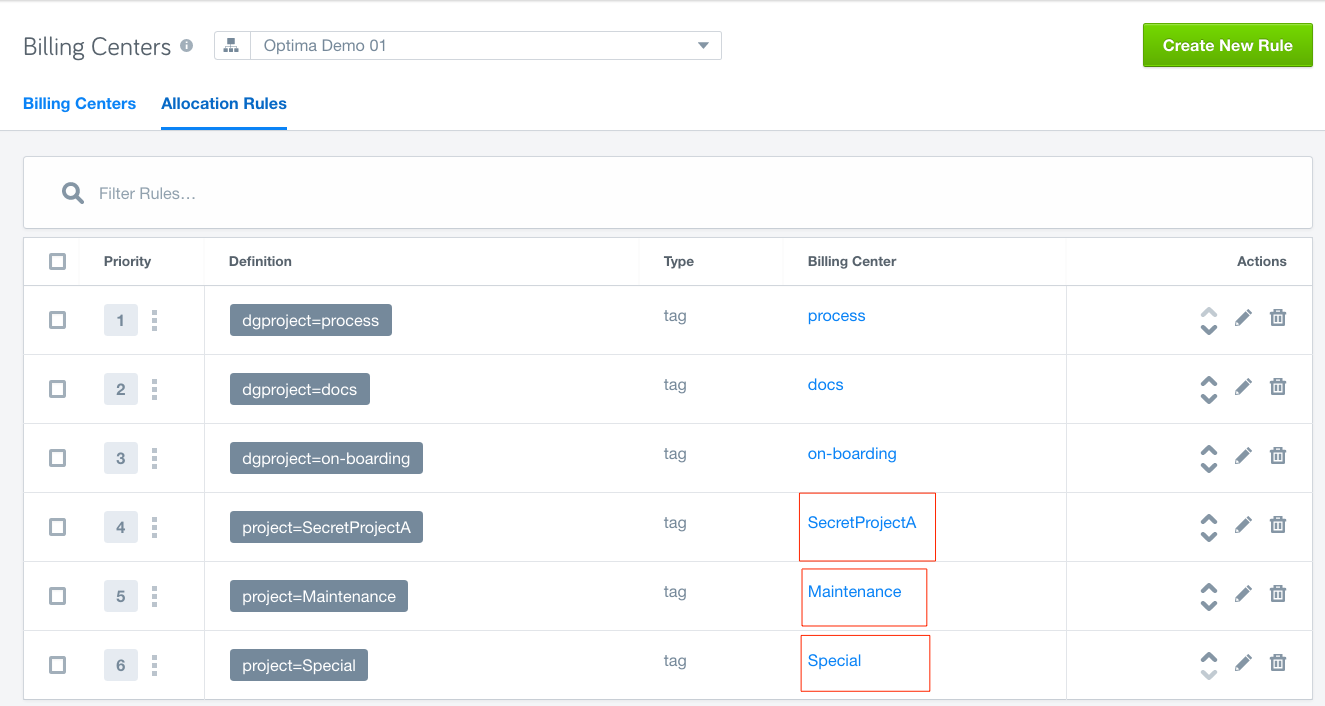 Billing Centers Optima Demo 01 Create New Rule
Billing Centers Allocation Rules
Filter Rules...
Priority Definition Type Billing Center Actions
1 dgproject=process tag process
2 dgproject=docs tag docs
3 dgproject=on-boarding tag on-boarding
4 project=SecretProjectA tag SecretProjectA
5 project=Maintenance tag Maintenance
6 project=Special tag Special